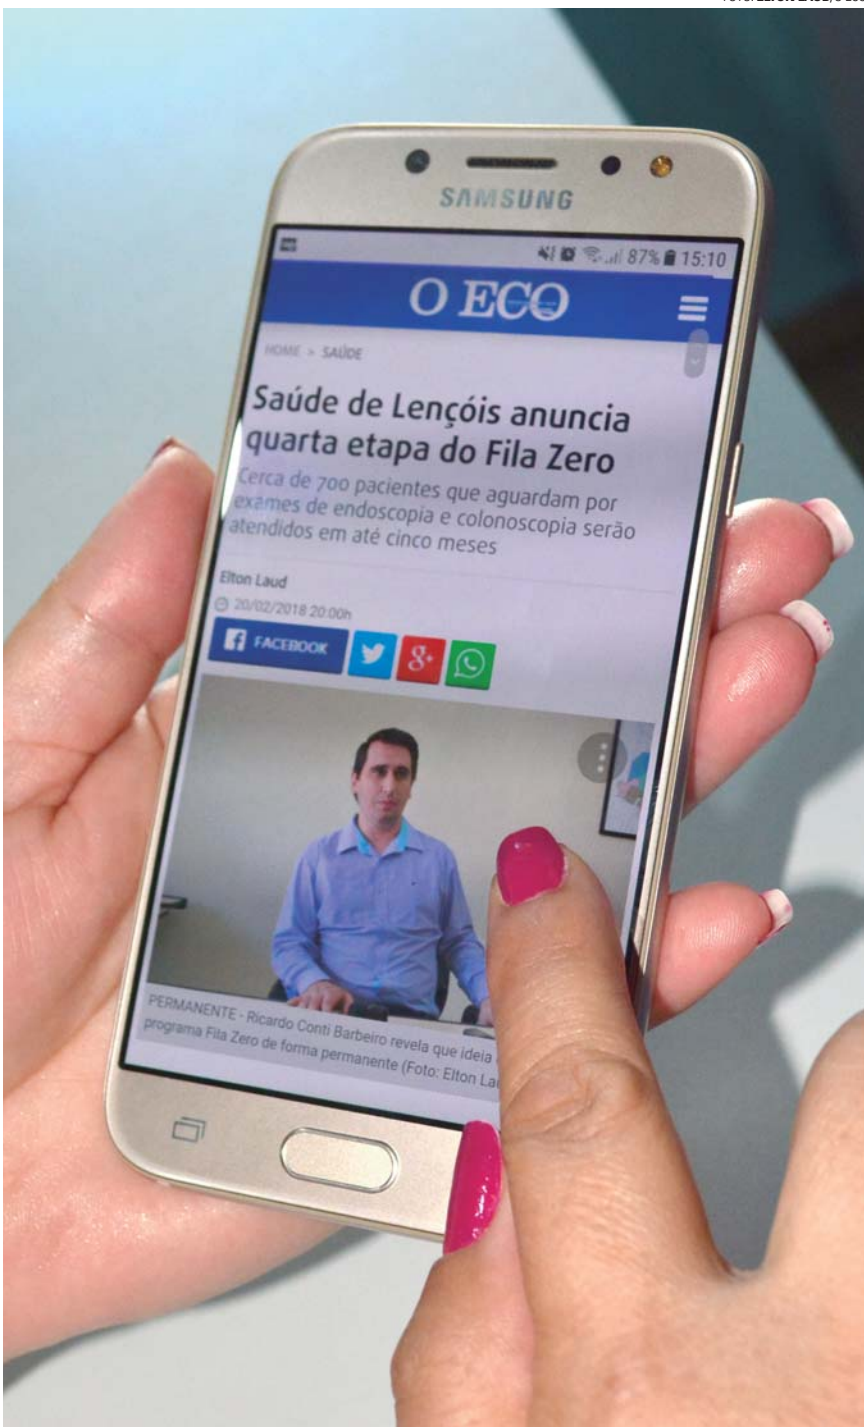 SAMSUNG
87% 15:10
O ECO
HOME > SAÚDE
Saúde de Lençóis anuncia
quarta etapa do Fila Zero
Cerca de 700 pacientes que aguardam por
exames de endoscopia e colonoscopia serão
atendidos em até cinco meses
Elton Laud
20/02/2018 20:00h
FACEBOOK
PERMANENTE - Ricardo Conti Barbeiro revela que ideia
programa Fila Zero de forma permanente (Foto: Elton